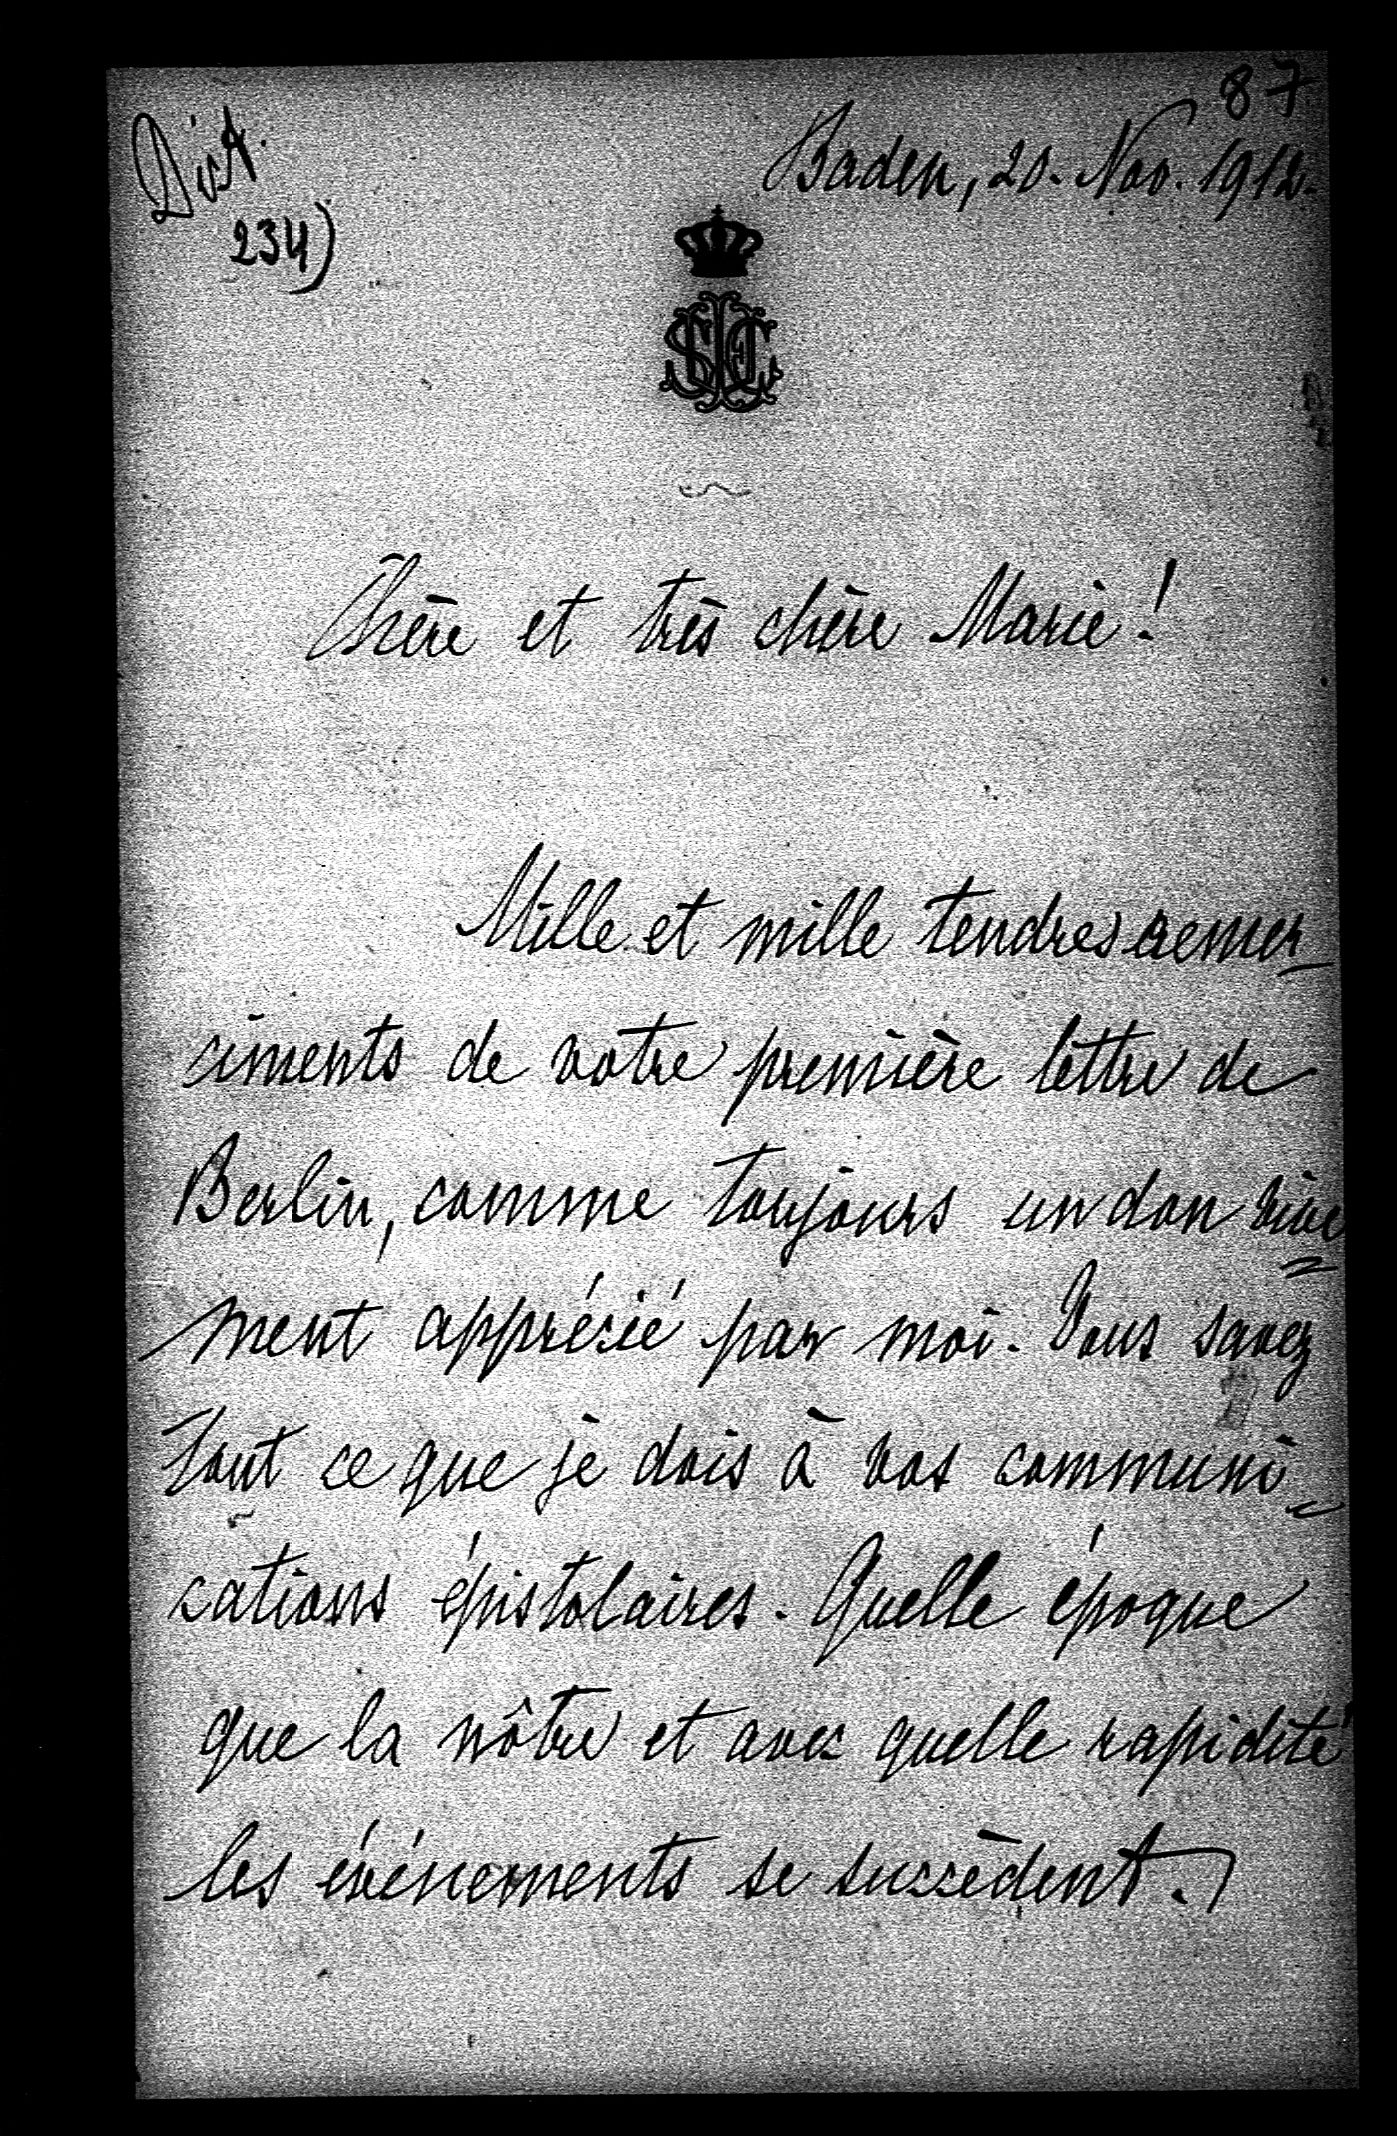 87
Dict.
Baden, 20. Nov. 1912.
234)
Chère et très chère Marie!
Mille et mille tendres remer_
ciments de votre première lettre de
Berlin, comme toujours un don vive=
ment apprécié par moi. Vous savez
tout ce que je dois à vos communi=
cations épistolaires. Quelle époque
que la nôtre et avec quelle rapidité
les événements se succèdent.